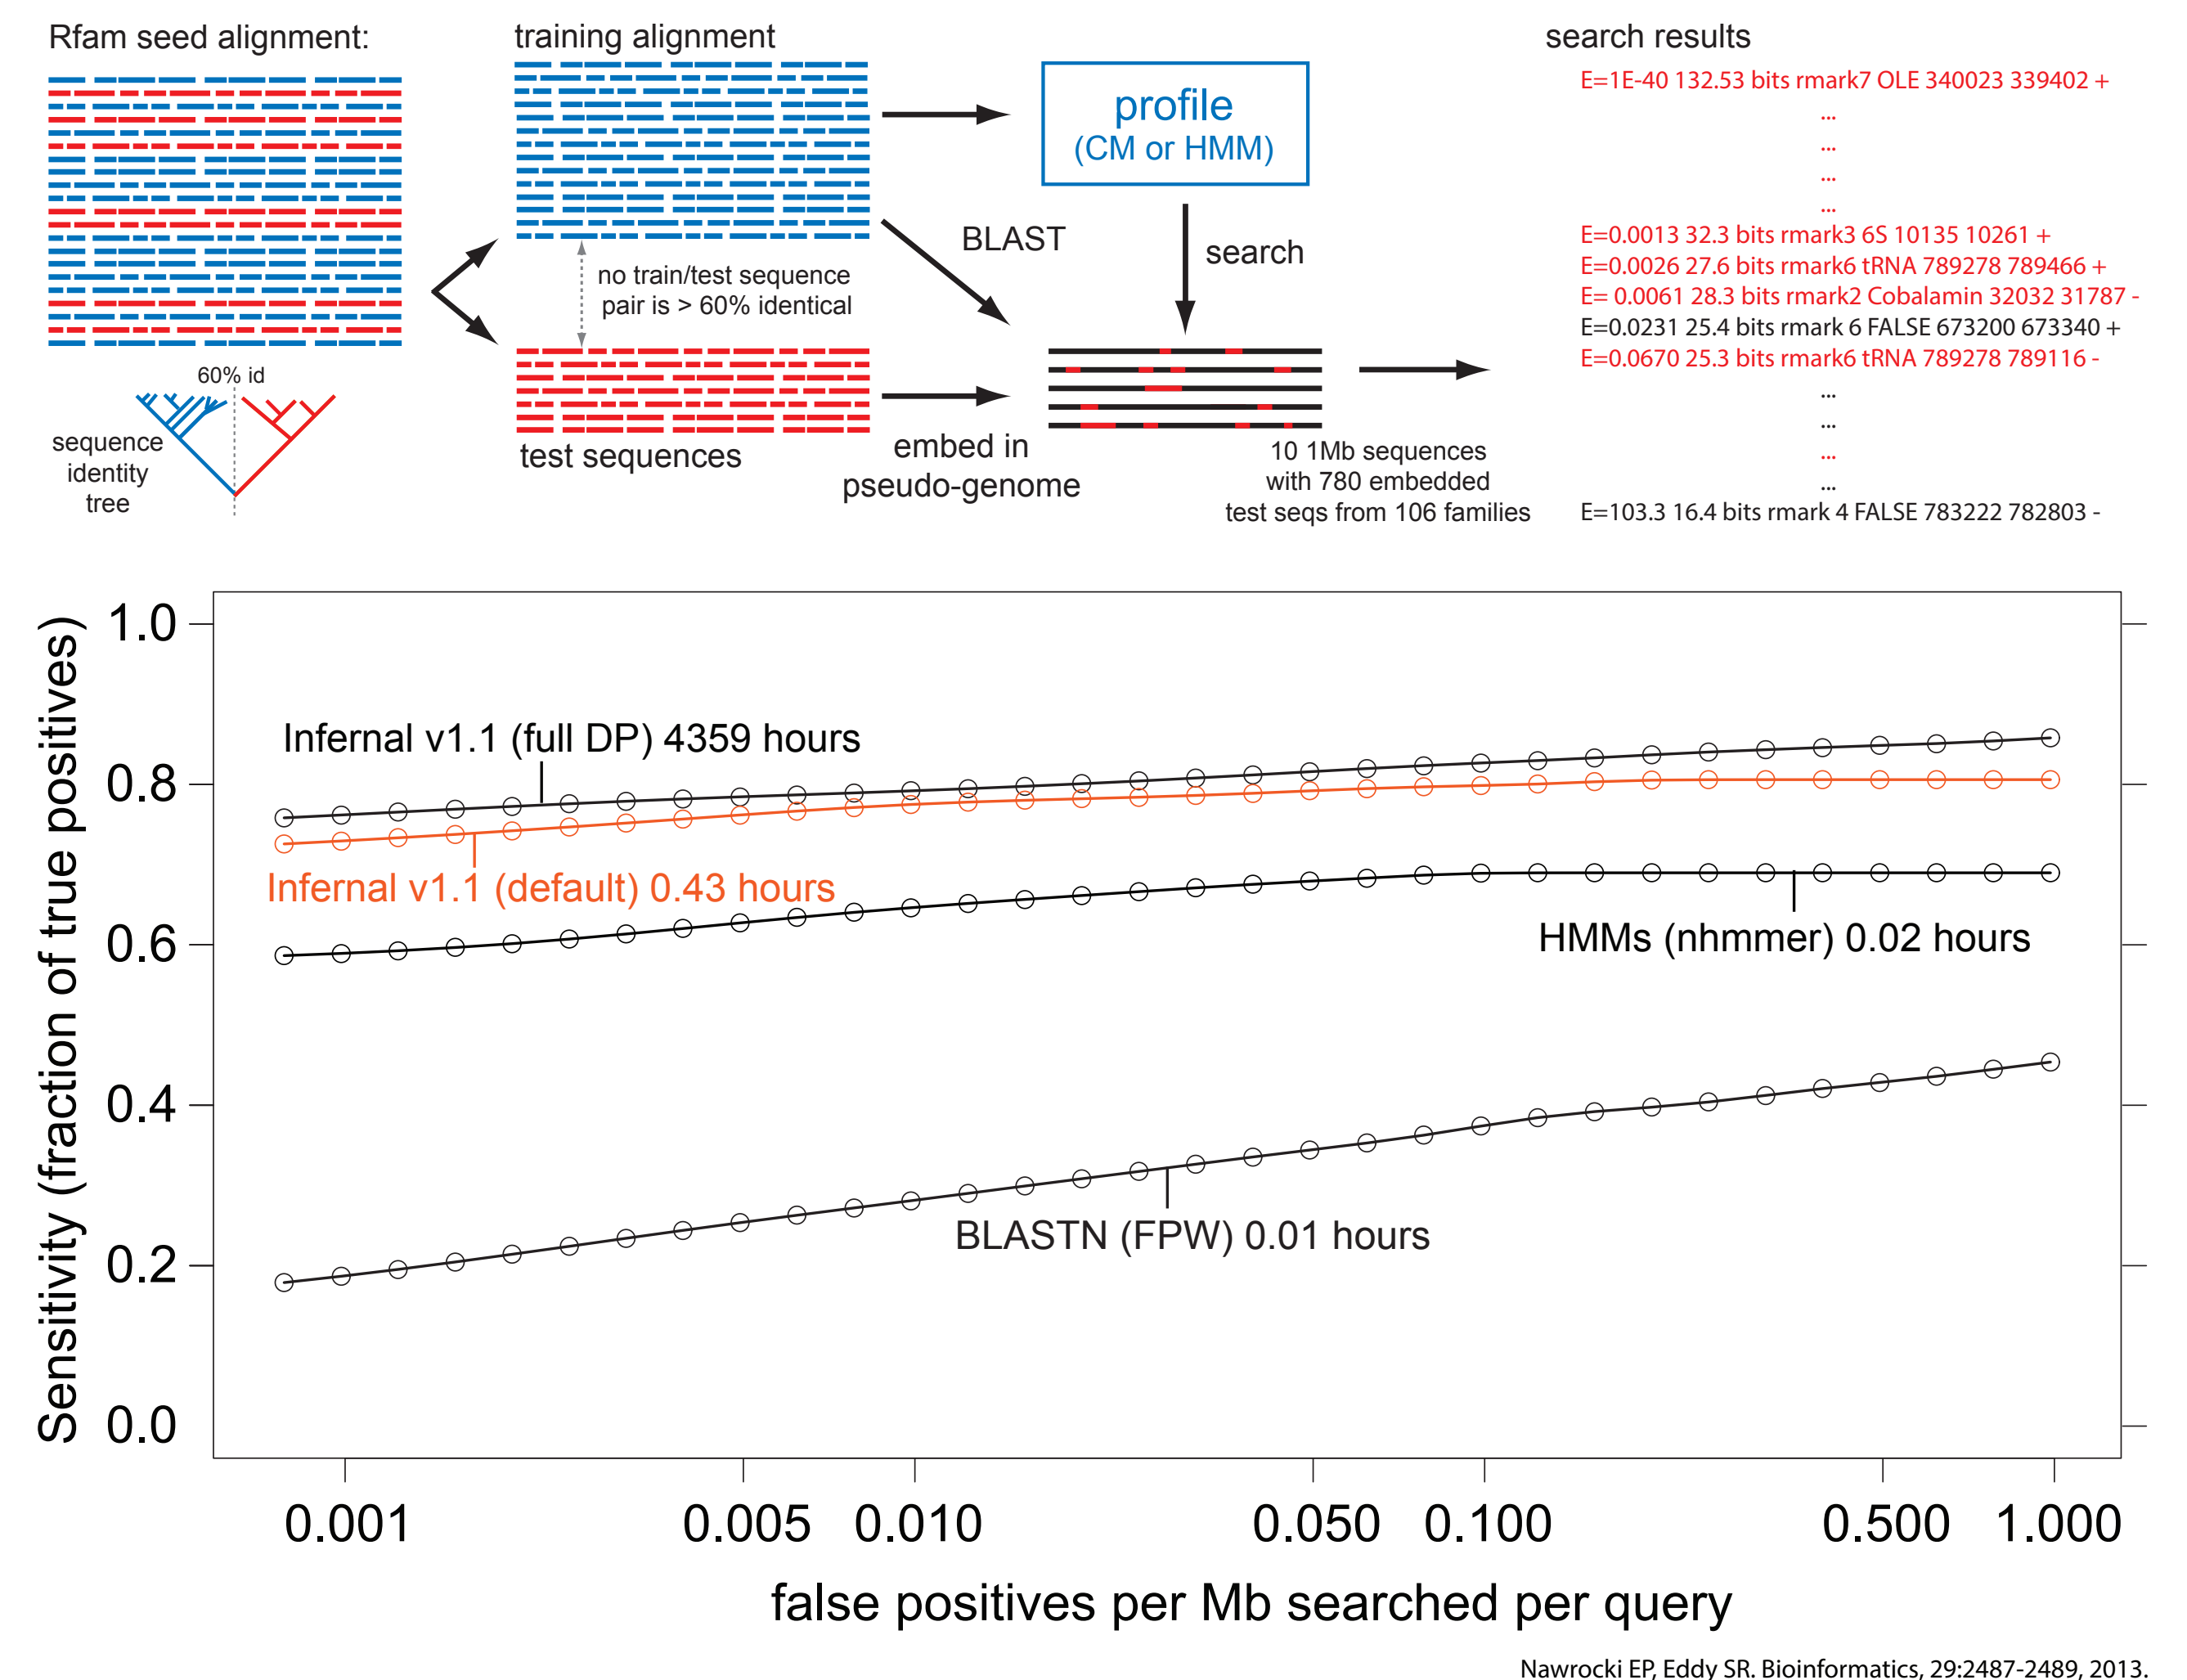 Rfam seed alignment:
60% id
sequence
identity
tree
training alignment
no train/test sequence
pair is > 60% identical
test sequences
profile
(CM or HMM)
BLAST
search
embed in
pseudo-genome
10 1Mb sequences
with 780 embedded
test seqs from 106 families
search results
E=1E-40 132.53 bits rmark7 OLE 340023 339402 +
...
...
...
...
E=0.0013 32.3 bits rmark3 6S 10135 10261 +
E=0.0026 27.6 bits rmark6 tRNA 789278 789466 +
E= 0.0061 28.3 bits rmark2 Cobalamin 32032 31787 -
E=0.0231 25.4 bits rmark 6 FALSE 673200 673340 +
E=0.0670 25.3 bits rmark6 tRNA 789278 789116 -
...
...
...
...
E=103.3 16.4 bits rmark 4 FALSE 783222 782803 -
Sensitivity (fraction of true positives)
1.0
0.8
0.6
0.4
0.2
0.0
Infernal v1.1 (full DP) 4359 hours
Infernal v1.1 (default) 0.43 hours
HMMs (nhmmer) 0.02 hours
BLASTN (FPW) 0.01 hours
0.001 0.005 0.010 0.050 0.100 0.500 1.000
false positives per Mb searched per query
Nawrocki EP, Eddy SR. Bioinformatics, 29:2487-2489, 2013.